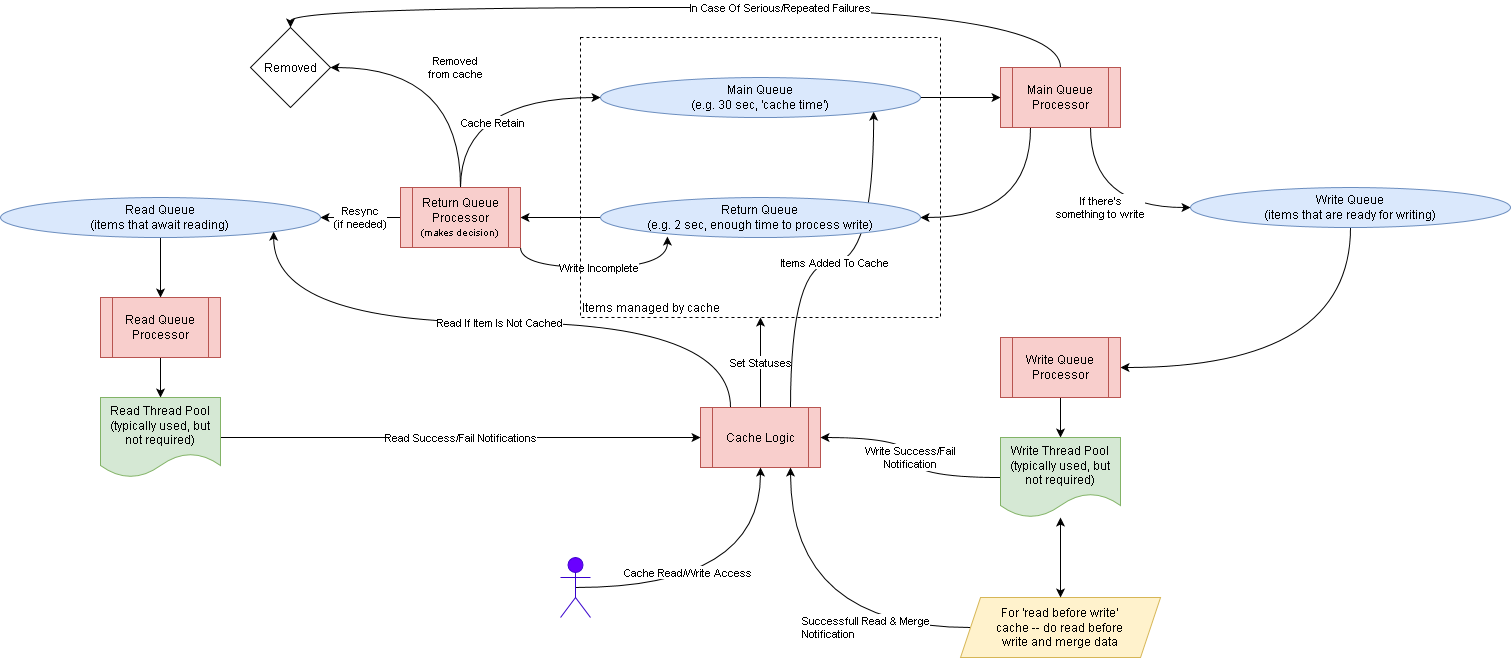 In Case Of Serious/Repeated Failures
Removed
Removed
from cache
Main Queue
(e.g. 30 sec, 'cache time')
Main Queue
Processor
Cache Retain
Read Queue
(items that await reading)
Resync
(if needed)
Return Queue
Processor
(makes decision)
Return Queue
(e.g. 2 sec, enough time to process write)
If there's
something to write
Write Queue
(items that are ready for writing)
Write Incomplete
Items Added To Cache
Items managed by cache
Read Queue
Processor
Read If Item Is Not Cached
Set Statuses
Write Queue
Processor
Read Thread Pool
(typically used, but
not required)
Read Success/Fail Notifications
Cache Logic
Write Success/Fail
Notification
Write Thread Pool
(typically used, but
not required)
Cache Read/Write Access
Successfull Read & Merge
Notification
For 'read before write'
cache -- do read before
write and merge data